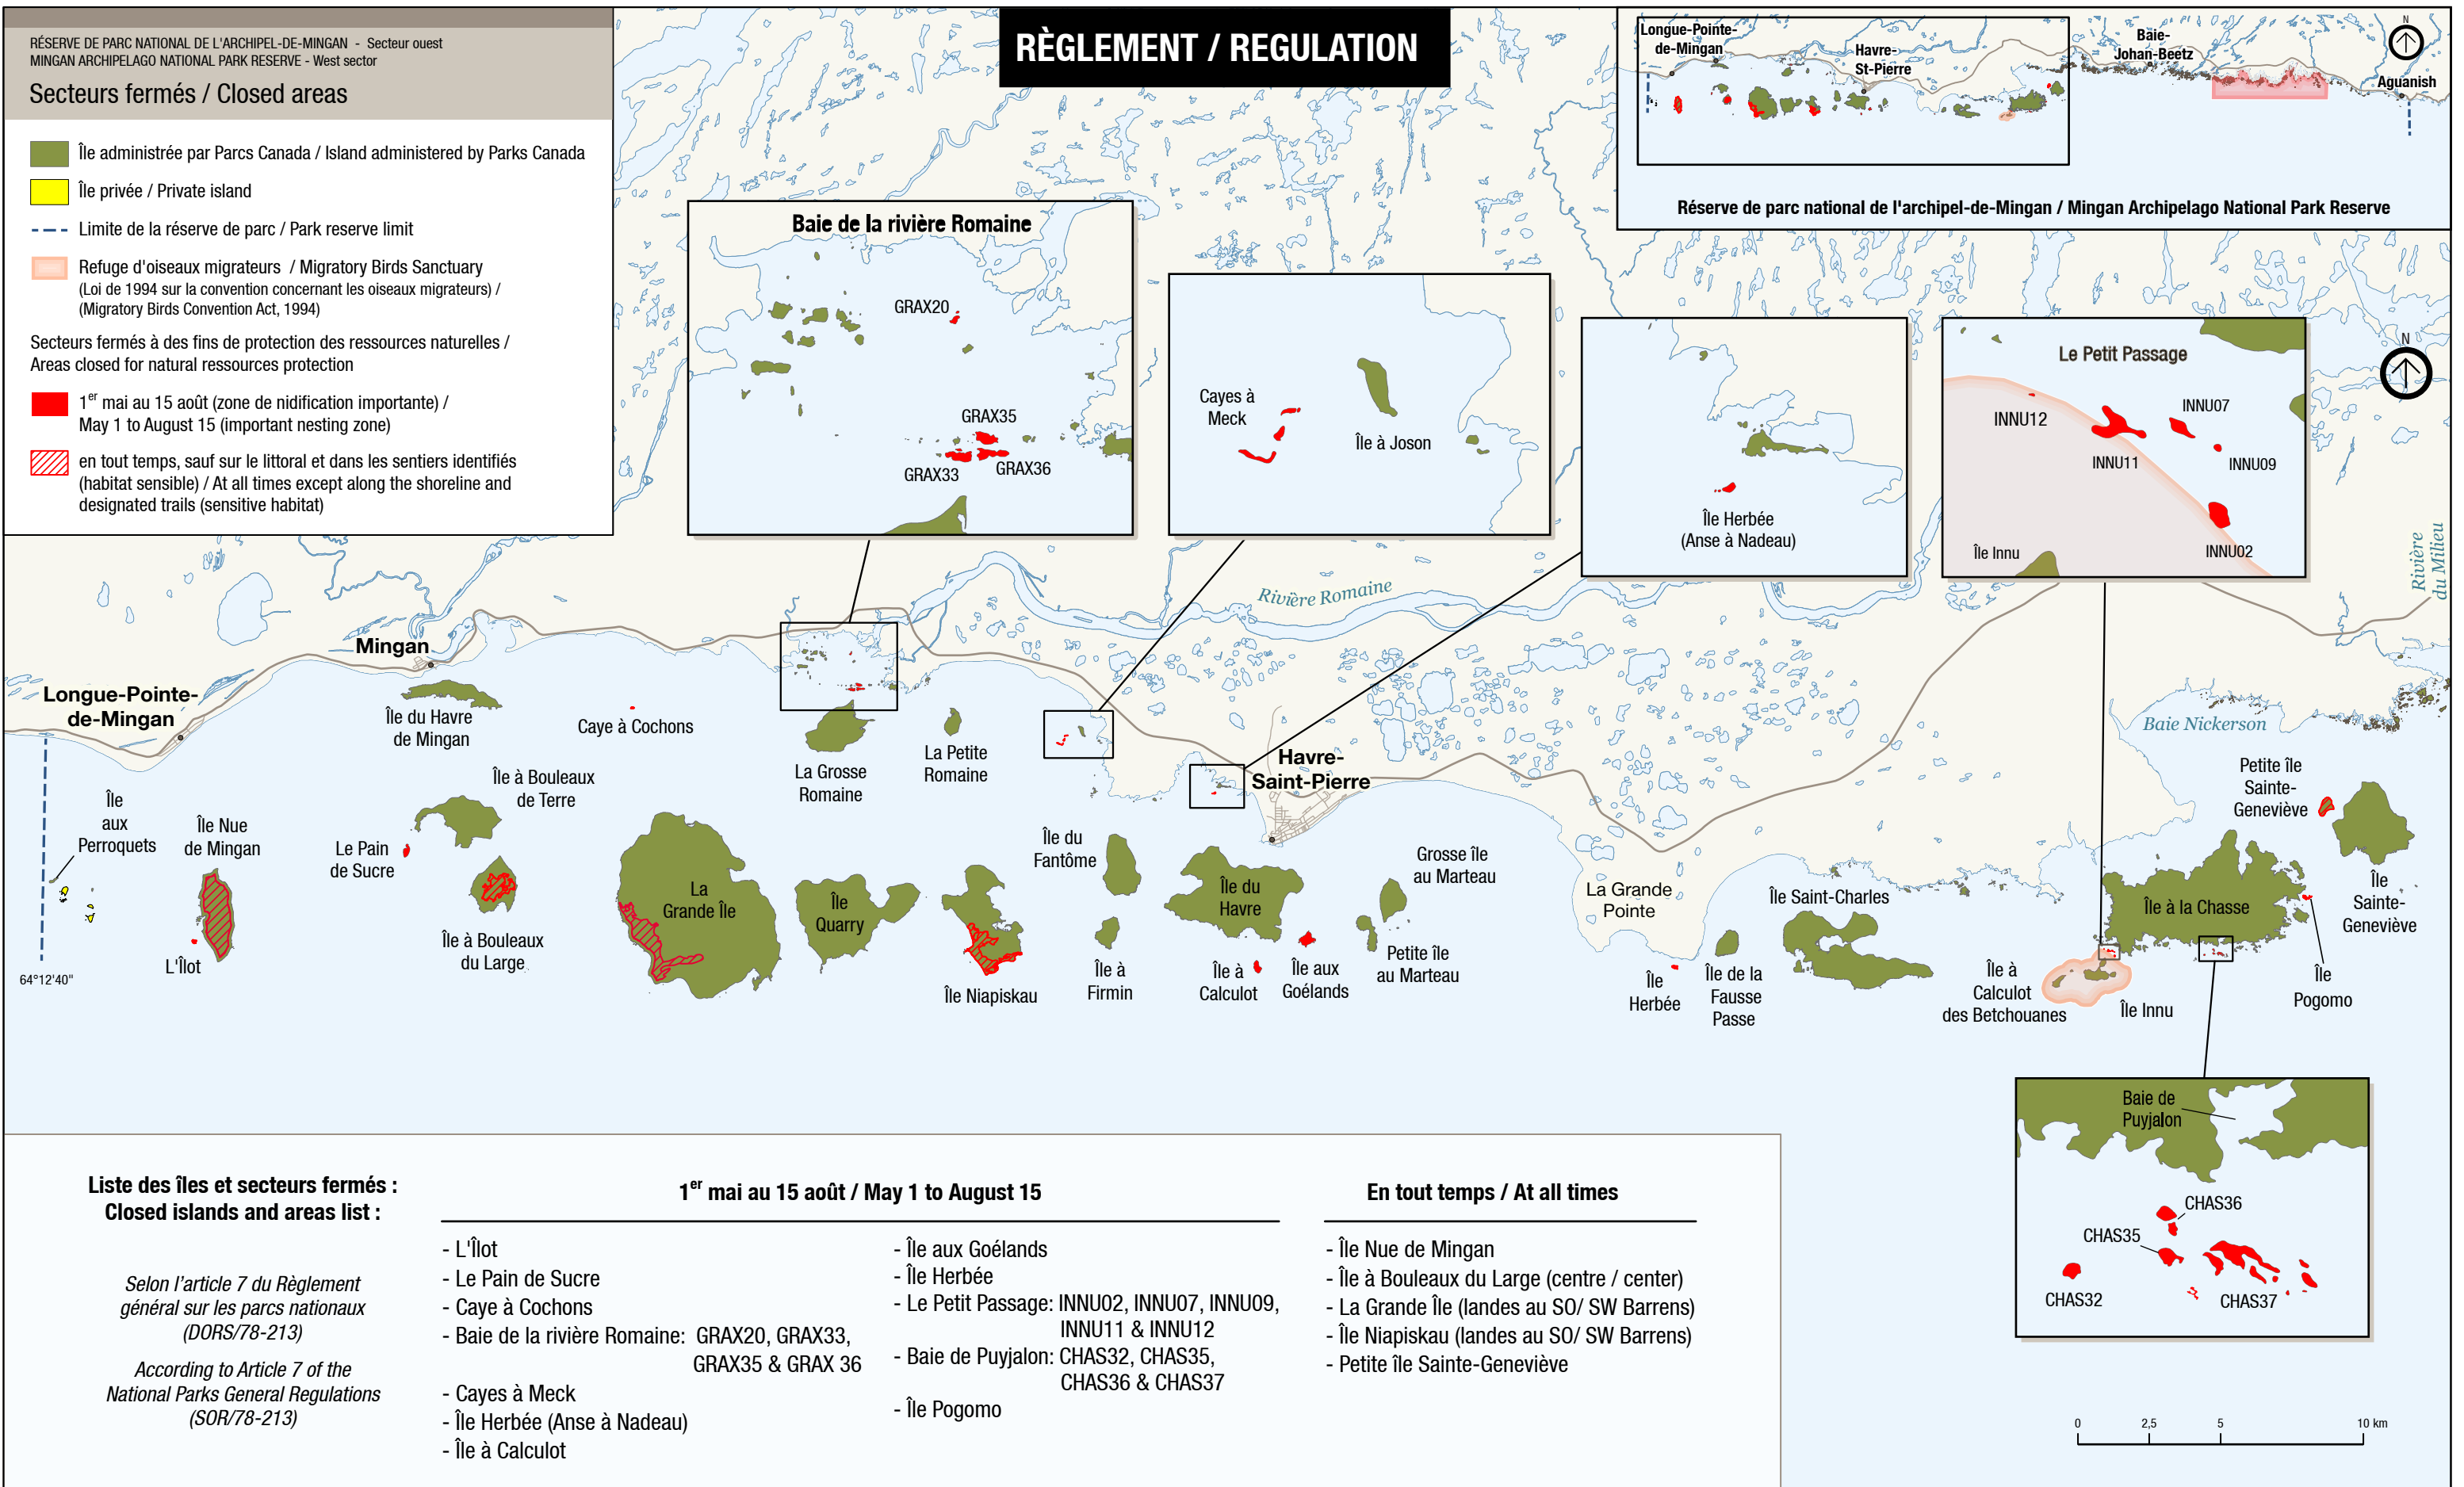 RÉSERVE DE PARC NATIONAL DE L'ARCHIPEL-DE-MINGAN - Secteur ouest
MINGAN ARCHIPELAGO NATIONAL PARK RESERVE - West sector
Secteurs fermés / Closed areas
Île administrée par Parcs Canada / Island administered by Parks Canada
Île privée / Private island
Limite de la réserve de parc / Park reserve limit
Refuge d'oiseaux migrateurs / Migratory Birds Sanctuary
(Loi de 1994 sur la convention concernant les oiseaux migrateurs) /
(Migratory Birds Convention Act, 1994)
Secteurs fermés à des fins de protection des ressources naturelles /
Areas closed for natural ressources protection
1er mai au 15 août (zone de nidification importante) /
May 1 to August 15 (important nesting zone)
en tout temps, sauf sur le littoral et dans les sentiers identifiés
(habitat sensible) / At all times except along the shoreline and
designated trails (sensitive habitat)
RÈGLEMENT / REGULATION
Longue-Pointe-
de-Mingan
Havre-
St-Pierre
Baie-
Johan-Beetz
Aguanish
N
Réserve de parc national de l'archipel-de-Mingan / Mingan Archipelago National Park Reserve
Baie de la rivière Romaine
GRAX20
GRAX35
GRAX33
GRAX36
Cayes à
Meck
Île à Joson
Île Herbée
(Anse à Nadeau)
Le Petit Passage
INNU12
INNU07
INNU11
INNU09
INNU02
Île Innu
N
Rivière
du Milieu
Rivière Romaine
Baie Nickerson
Mingan
Longue-Pointe-
de-Mingan
Havre-
Saint-Pierre
Île du Havre
de Mingan
Caye à Cochons
La Grosse
Romaine
La Petite
Romaine
Île
aux
Perroquets
Île Nue
de Mingan
Le Pain
de Sucre
Île à Bouleaux
de Terre
L'Îlot
64°12'40"
Île à Bouleaux
du Large
La
Grande Île
Île
Quarry
Île Niapiskau
Île du
Fantôme
Île à
Firmin
Île du
Havre
Île à
Calculot
Île aux
Goélands
Grosse île
au Marteau
Petite île
au Marteau
La Grande
Pointe
Île
Herbée
Île de la
Fausse
Passe
Île Saint-Charles
Île à
Calculot
des Betchouanes
Île Innu
Île à la Chasse
Petite île
Sainte-
Geneviève
Île
Sainte-
Geneviève
Île
Pogomo
Baie de
Puyjalon
CHAS36
CHAS35
CHAS32
CHAS37
Liste des îles et secteurs fermés :
Closed islands and areas list :
Selon l'article 7 du Règlement
général sur les parcs nationaux
(DORS/78-213)
According to Article 7 of the
National Parks General Regulations
(SOR/78-213)
1er mai au 15 août / May 1 to August 15
- L'Îlot
- Le Pain de Sucre
- Caye à Cochons
- Baie de la rivière Romaine: GRAX20, GRAX33,
GRAX35 & GRAX 36
- Cayes à Meck
- Île Herbée (Anse à Nadeau)
- Île à Calculot
- Île aux Goélands
- Île Herbée
- Le Petit Passage: INNU02, INNU07, INNU09,
INNU11 & INNU12
- Baie de Puyjalon: CHAS32, CHAS35,
CHAS36 & CHAS37
- Île Pogomo
En tout temps / At all times
- Île Nue de Mingan
- Île à Bouleaux du Large (centre / center)
- La Grande Île (landes au SO/ SW Barrens)
- Île Niapiskau (landes au SO/ SW Barrens)
- Petite île Sainte-Geneviève
0 2,5 5 10 km